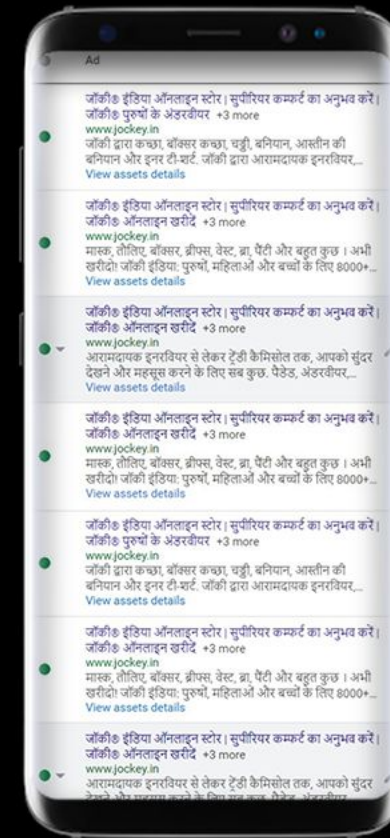 Ad
जॉकी® इंडिया ऑनलाइन स्टोर | सुपीरियर कम्फर्ट का अनुभव करें |
जॉकी® पुरुषों के अंडरवीयर +3 more
www.jockey.in
जॉकी द्वारा कच्छा, बॉक्सर कच्छा, चड्डी, बनियान, आस्तीन की
बनियान और इनर टी-शर्ट. जॉकी द्वारा आरामदायक इनरवियर,...
View assets details
जॉकी® इंडिया ऑनलाइन स्टोर | सुपीरियर कम्फर्ट का अनुभव करें |
जॉकी® ऑनलाइन खरीदें +3 more
www.jockey.in
मास्क, तौलिए, बॉक्सर, ब्रीफ्स, वेस्ट, ब्रा, पैंटी और बहुत कुछ । अभी
खरीदो! जॉकी इंडिया: पुरुषों, महिलाओं और बच्चों के लिए 8000+...
View assets details
जॉकी® इंडिया ऑनलाइन स्टोर | सुपीरियर कम्फर्ट का अनुभव करें |
जॉकी® ऑनलाइन खरीदें +3 more
www.jockey.in
आरामदायक इनरवियर से लेकर ट्रेंडी कैमिसोल तक, आपको सुंदर
देखने और महसूस करने के लिए सब कुछ. पैडेड, अंडरवीयर,...
View assets details
जॉकी® इंडिया ऑनलाइन स्टोर | सुपीरियर कम्फर्ट का अनुभव करें |
जॉकी® ऑनलाइन खरीदें +3 more
www.jockey.in
मास्क, तौलिए, बॉक्सर, ब्रीफ्स, वेस्ट, ब्रा, पैंटी और बहुत कुछ । अभी
खरीदो! जॉकी इंडिया: पुरुषों, महिलाओं और बच्चों के लिए 8000+...
View assets details
जॉकी® इंडिया ऑनलाइन स्टोर | सुपीरियर कम्फर्ट का अनुभव करें |
जॉकी® पुरुषों के अंडरवीयर +3 more
www.jockey.in
जॉकी द्वारा कच्छा, बॉक्सर कच्छा, चड्डी, बनियान, आस्तीन की
बनियान और इनर टी-शर्ट. जॉकी द्वारा आरामदायक इनरवियर,...
View assets details
जॉकी® इंडिया ऑनलाइन स्टोर | सुपीरियर कम्फर्ट का अनुभव करें |
जॉकी® ऑनलाइन खरीदें +3 more
www.jockey.in
मास्क, तौलिए, बॉक्सर, ब्रीफ्स, वेस्ट, ब्रा, पैंटी और बहुत कुछ । अभी
खरीदो! जॉकी इंडिया: पुरुषों, महिलाओं और बच्चों के लिए 8000+...
View assets details
जॉकी® इंडिया ऑनलाइन स्टोर | सुपीरियर कम्फर्ट का अनुभव करें |
जॉकी® ऑनलाइन खरीदें +3 more
www.jockey.in
आरामदायक इनरवियर से लेकर ट्रेंडी कैमिसोल तक, आपको सुंदर